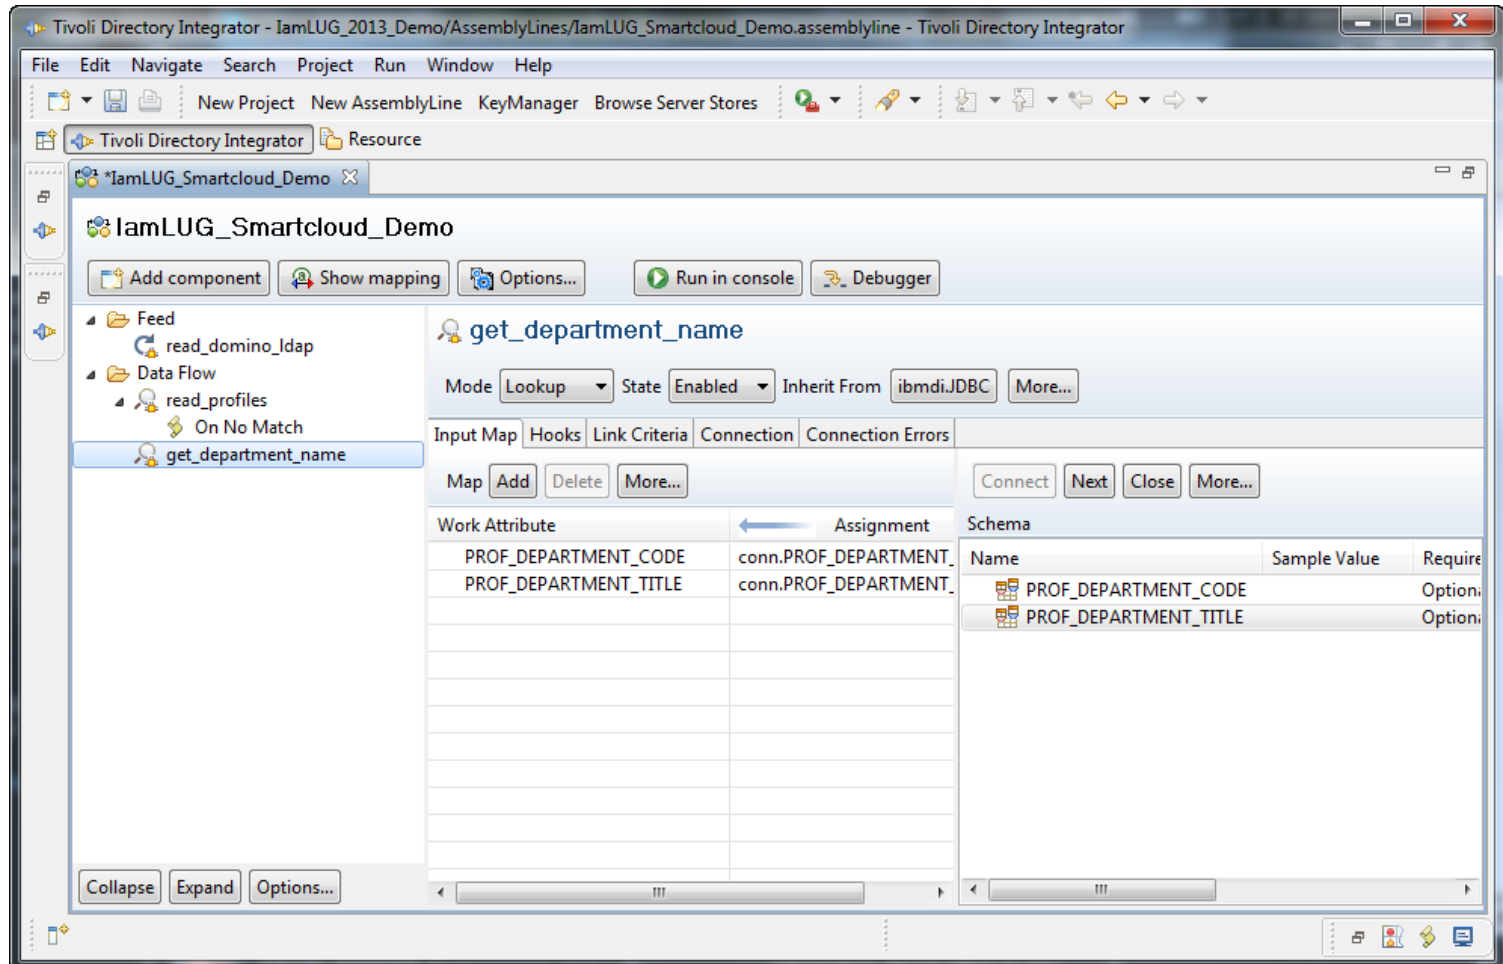 Tivoli Directory Integrator - IamLUG_2013_Demo/AssemblyLines/IamLUG_Smartcloud_Demo.assemblyline - Tivoli Directory Integrator
File Edit Navigate Search Project Run Window Help
New Project New AssemblyLine KeyManager Browse Server Stores
Tivoli Directory Integrator Resource
*IamLUG_Smartcloud_Demo
IamLUG_Smartcloud_Demo
Add component Show mapping Options... Run in console Debugger
Feed
read_domino_ldap
Data Flow
read_profiles
On No Match
get_department_name
get_department_name
Mode Lookup State Enabled Inherit From ibmdi.JDBC More...
Input Map Hooks Link Criteria Connection Connection Errors
Map Add Delete More...
Connect Next Close More...
Work Attribute Assignment
PROF_DEPARTMENT_CODE conn.PROF_DEPARTMENT_
PROF_DEPARTMENT_TITLE conn.PROF_DEPARTMENT_
Schema
Name Sample Value Require
PROF_DEPARTMENT_CODE Optiona
PROF_DEPARTMENT_TITLE Optiona
Collapse Expand Options...